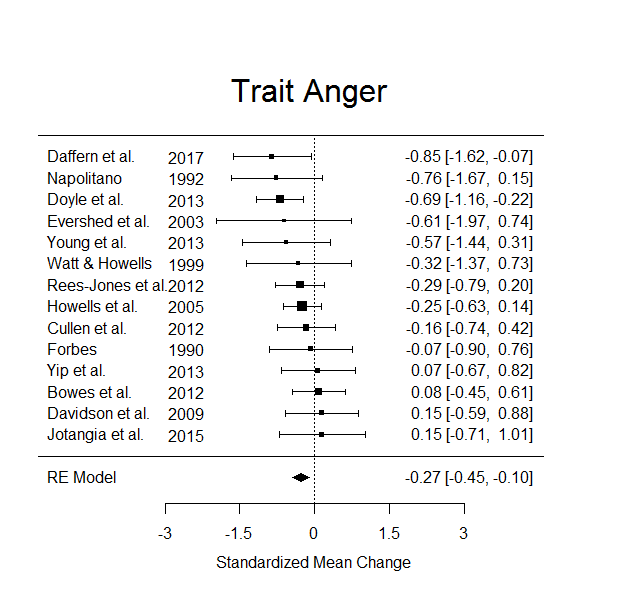 Trait Anger
Daffern et al. 2017 -0.85 [-1.62, -0.07]
Napolitano 1992 -0.76 [-1.67, 0.15]
Doyle et al. 2013 -0.69 [-1.16, -0.22]
Evershed et al. 2003 -0.61 [-1.97, 0.74]
Young et al. 2013 -0.57 [-1.44, 0.31]
Watt & Howells 1999 -0.32 [-1.37, 0.73]
Rees-Jones et al. 2012 -0.29 [-0.79, 0.20]
Howells et al. 2005 -0.25 [-0.63, 0.14]
Cullen et al. 2012 -0.16 [-0.74, 0.42]
Forbes 1990 -0.07 [-0.90, 0.76]
Yip et al. 2013 0.07 [-0.67, 0.82]
Bowes et al. 2012 0.08 [-0.45, 0.61]
Davidson et al. 2009 0.15 [-0.59, 0.88]
Jotangia et al. 2015 0.15 [-0.71, 1.01]
RE Model -0.27 [-0.45, -0.10]
-3 -1.5 0 1.5 3
Standardized Mean Change